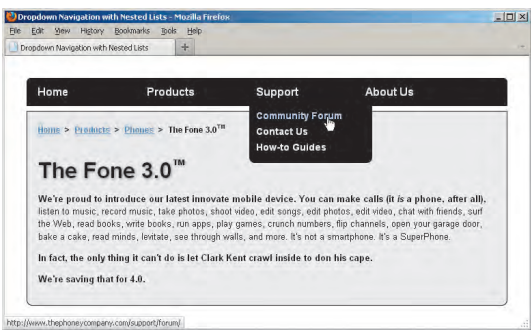 Dropdown Navigation with Nested Lists - Mozilla Firefox
File Edit View History Bookmarks Tools Help
Dropdown Navigation with Nested Lists +
Home Products Support About Us
Community Forum
Contact Us
How-to Guides
Home > Products > Phones > The Fone 3.0™
The Fone 3.0™
We're proud to introduce our latest innovate mobile device. You can make calls (it is a phone, after all),
listen to music, record music, take photos, shoot video, edit songs, edit photos, edit video, chat with friends, surf
the Web, read books, write books, run apps, play games, crunch numbers, flip channels, open your garage door,
bake a cake, read minds, levitate, see through walls, and more. It's not a smartphone. It's a SuperPhone.
In fact, the only thing it can't do is let Clark Kent crawl inside to don his cape.
We're saving that for 4.0.
http://www.thephoneycompany.com/support/forum/